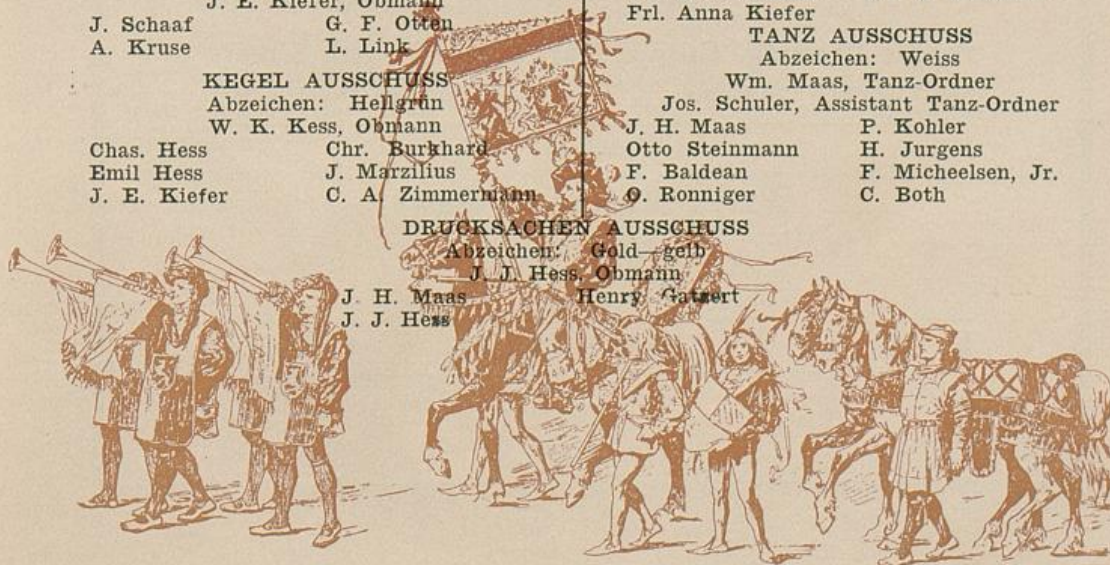 J. E. Kiefer, Obmann
J. Schaaf G. F. Otten
A. Kruse L. Link
KEGEL AUSSCHUSS
Abzeichen: Hellgrün
W. K. Kess, Obmann
Chas. Hess Chr. Burkhard
Emil Hess J. Marzilius
J. E. Kiefer C. A. Zimmermann
Frl. Anna Kiefer
TANZ AUSSCHUSS
Abzeichen: Weiss
Wm. Maas, Tanz-Ordner
Jos. Schuler, Assistant Tanz-Ordner
J. H. Maas P. Kohler
Otto Steinmann H. Jurgens
F. Baldean F. Micheelsen, Jr.
O. Ronniger C. Both
DRUCKSACHEN AUSSCHUSS
Abzeichen: Gold—gelb
J. J. Hess, Obmann
J. H. Maas Henry Gatzert
J. J. Hess